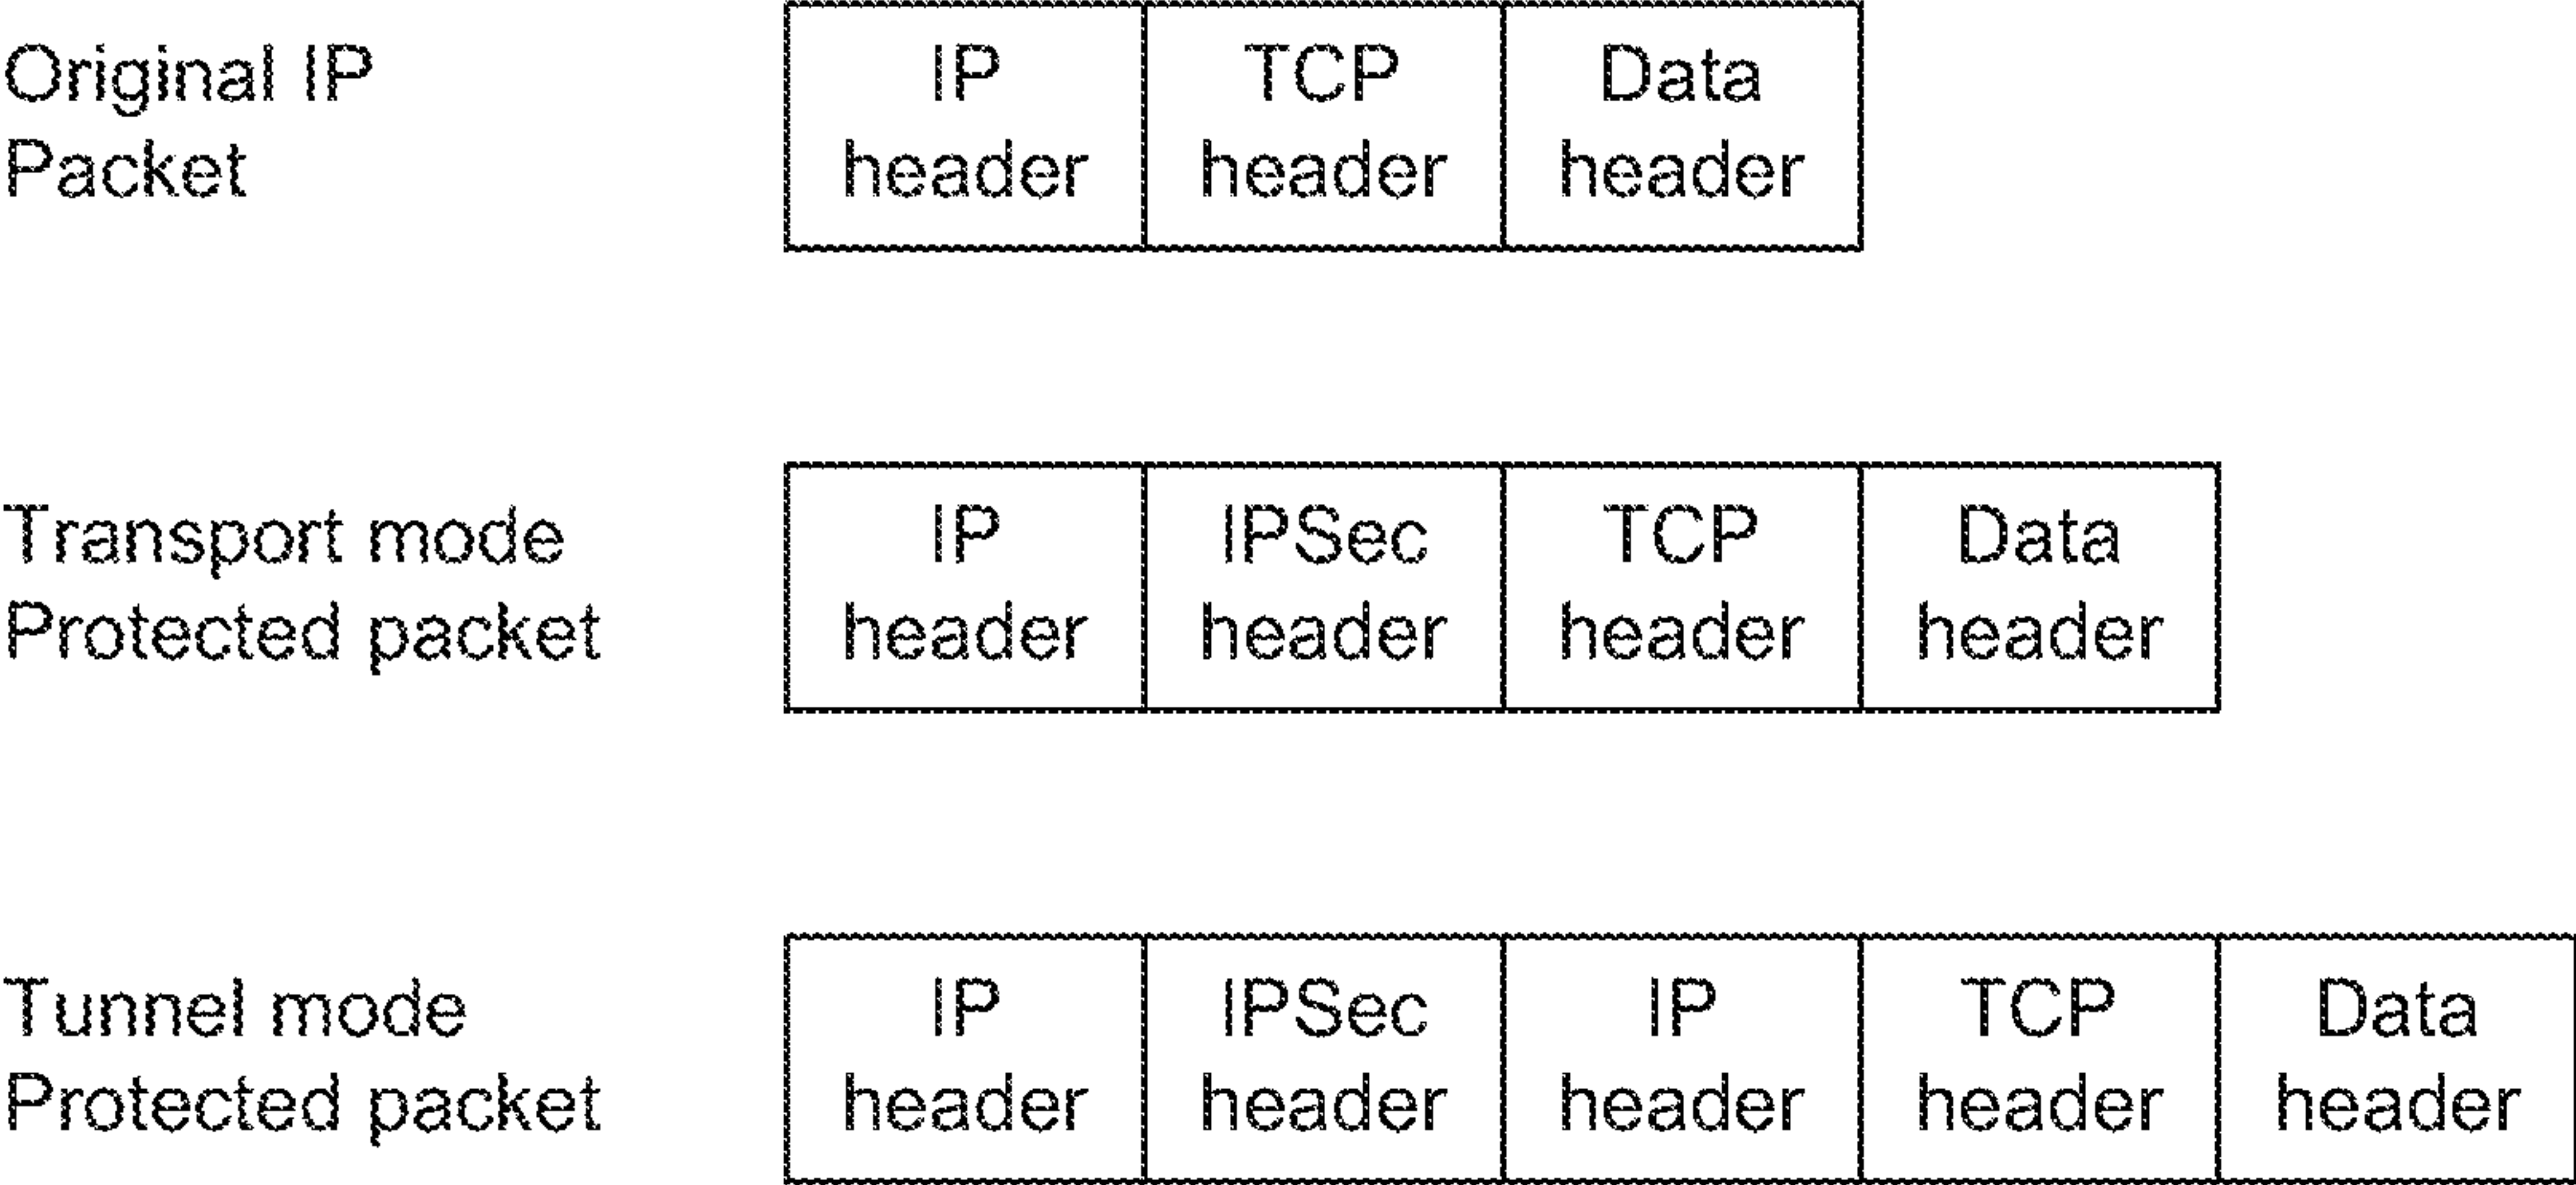 Original IP
Packet
IP
header
TCP
header
Data
header
Transport mode
Protected packet
IP
header
IPSec
header
TCP
header
Data
header
Tunnel mode
Protected packet
IP
header
IPSec
header
IP
header
TCP
header
Data
header